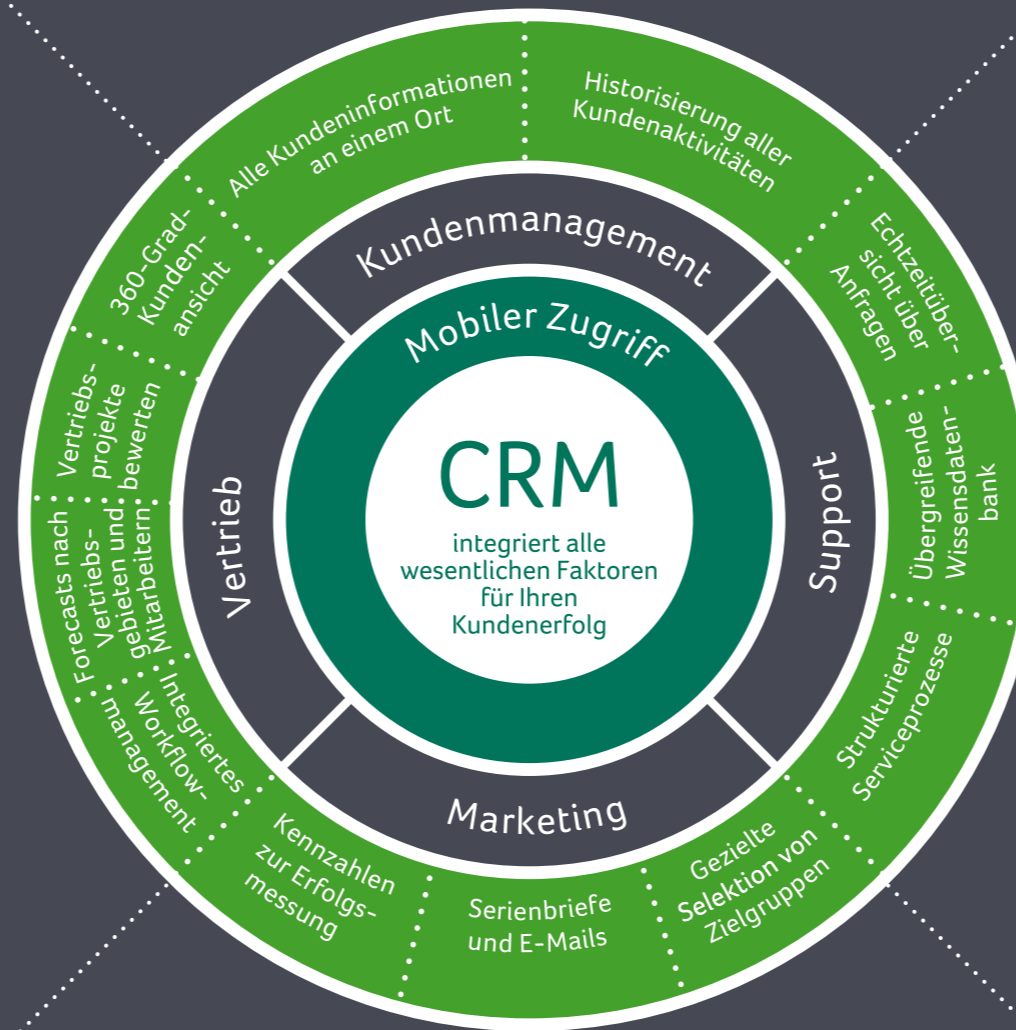 CRM
integriert alle
wesentlichen Faktoren
für Ihren
Kundenerfolg
Mobiler Zugriff
Kundenmanagement
Alle Kundeninformationen
an einem Ort
Historisierung aller
Kundenaktivitäten
Support
Echtzeitüber-
sicht über
Anfragen
Übergreifende
Wissensdaten-
bank
Strukturierte
Serviceprozesse
Marketing
Gezielte
Selektion von
Zielgruppen
Serienbriefe
und E-Mails
Kennzahlen
zur Erfolgs-
messung
Vertrieb
Integriertes
Workflow-
management
Forecasts nach
Vertriebs-
gebieten und
Mitarbeitern
Vertriebs-
projekte
bewerten
360-Grad-
Kunden-
ansicht